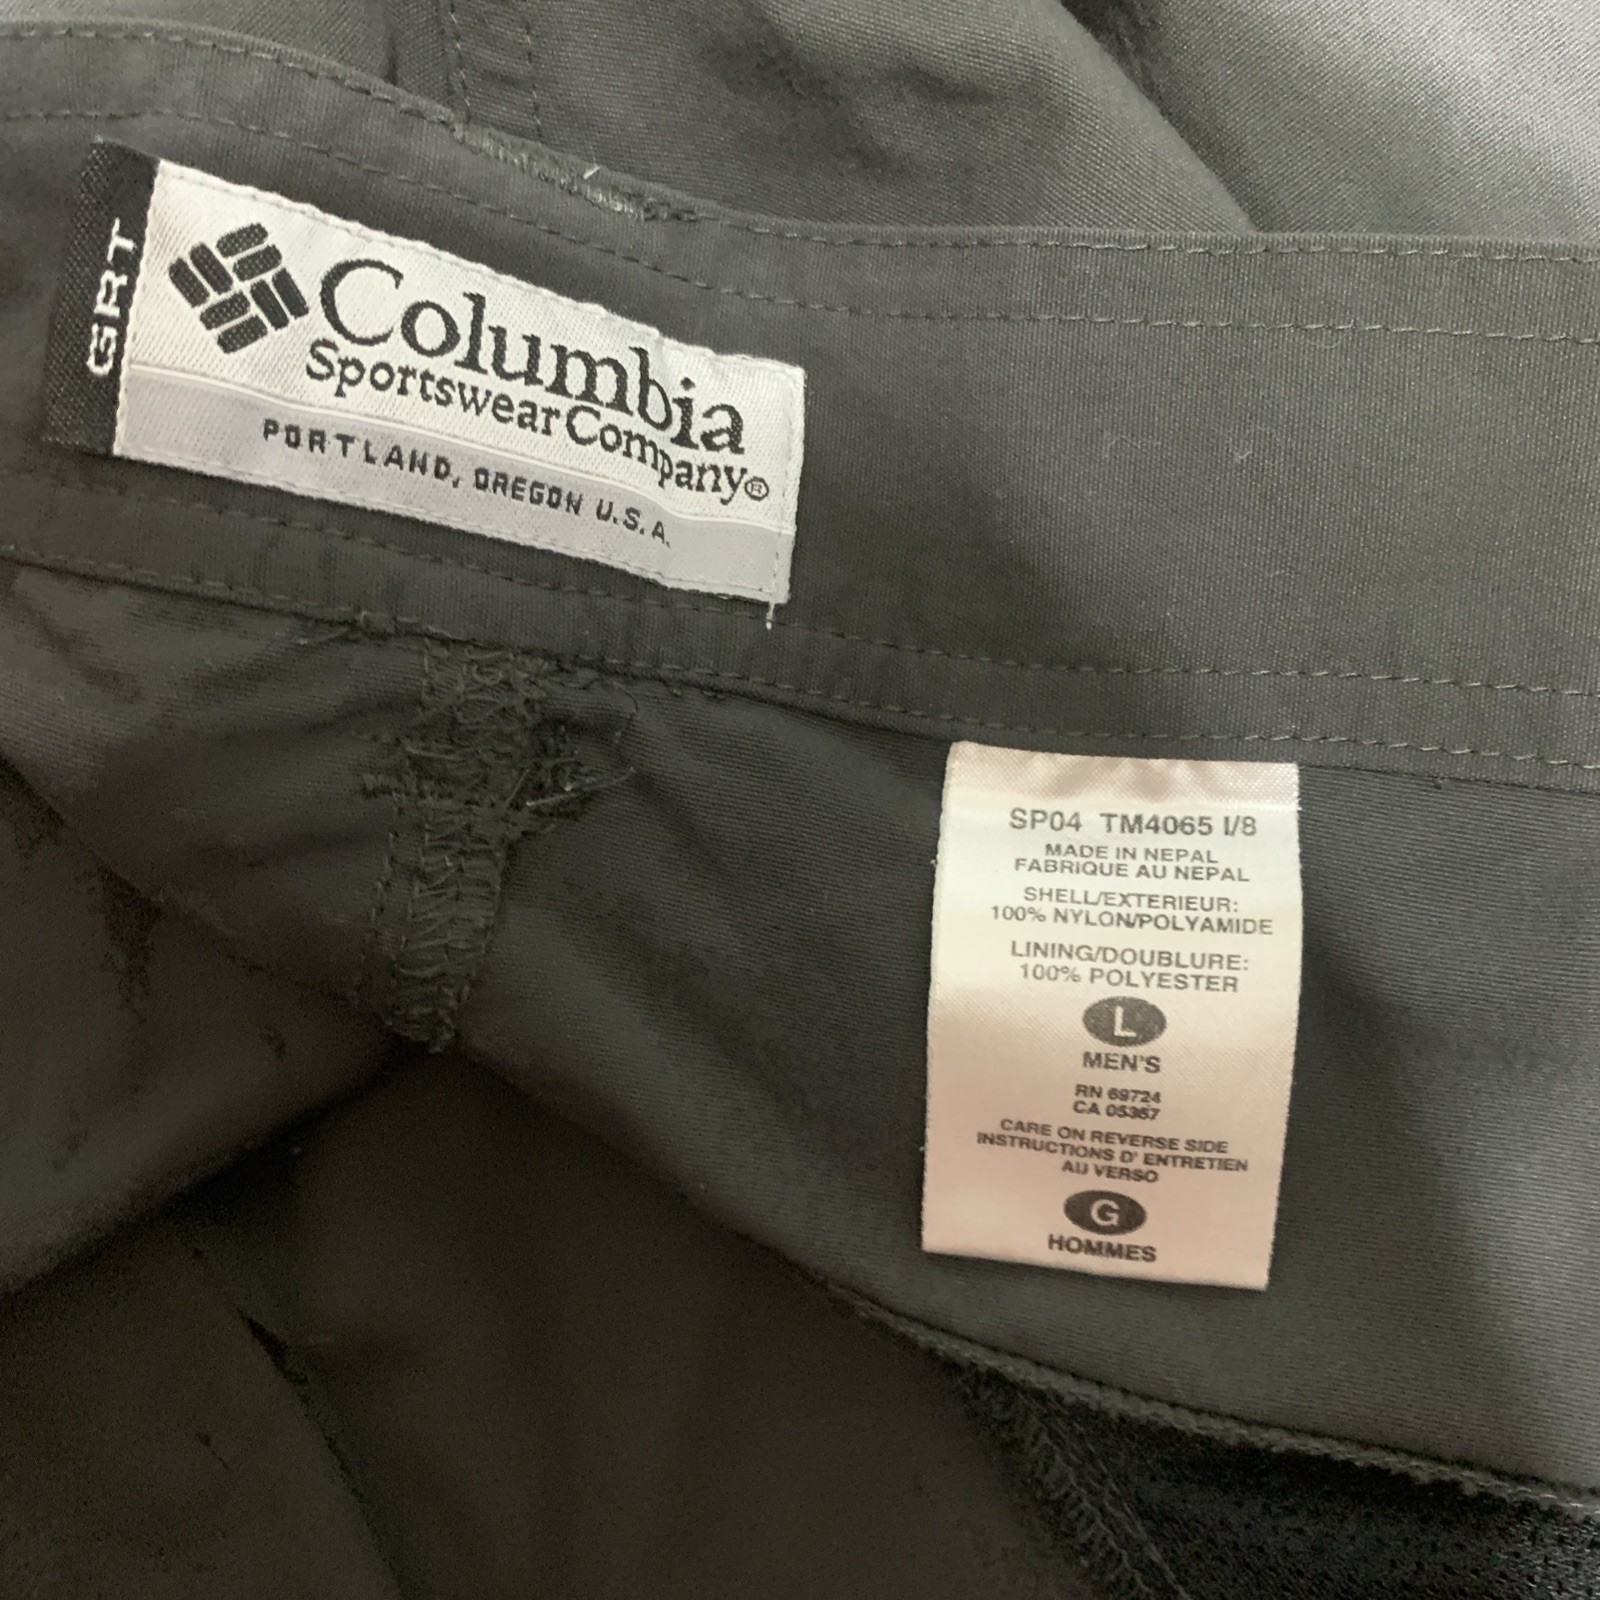 GRT
Columbia
Sportswear Company®
PORTLAND, OREGON U.S.A.
SP04 TM4065 I/8
MADE IN NEPAL
FABRIQUE AU NEPAL
SHELL/EXTERIEUR:
100% NYLON/POLYAMIDE
LINING/DOUBLURE:
100% POLYESTER
L
MEN'S
RN 69724
CA 05367
CARE ON REVERSE SIDE
INSTRUCTIONS D' ENTRETIEN
AU VERSO
G
HOMMES